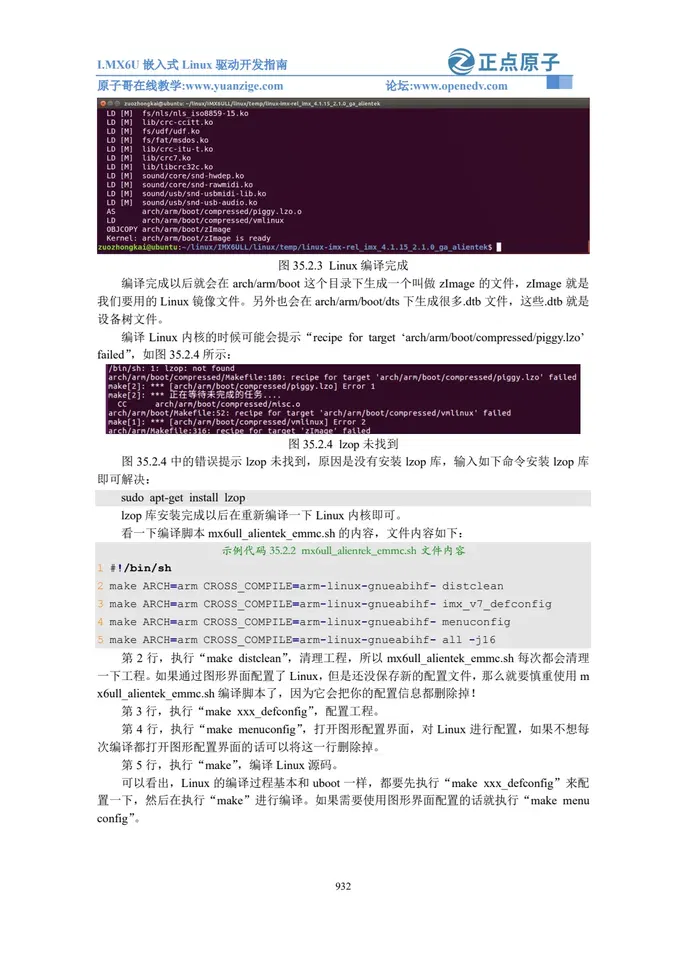 I.MX6U 嵌入式 Linux 驱动开发指南
正点原子
原子哥在线教学:www.yuanzige.com 论坛:www.openedv.com
zuozhongkai@ubuntu: ~/linux/IMX6ULL/linux/temp/linux-imx-rel_imx_4.1.15_2.1.0_ga_alientek
LD [M] fs/nls/nls_iso8859-15.ko
LD [M] lib/crc-ccitt.ko
LD [M] fs/udf/udf.ko
LD [M] fs/fat/msdos.ko
LD [M] lib/crc-itu-t.ko
LD [M] lib/crc7.ko
LD [M] lib/libcrc32c.ko
LD [M] sound/core/snd-hwdep.ko
LD [M] sound/core/snd-rawmidi.ko
LD [M] sound/usb/snd-usbmidi-lib.ko
LD [M] sound/usb/snd-usb-audio.ko
AS arch/arm/boot/compressed/piggy.lzo.o
LD arch/arm/boot/compressed/vmlinux
OBJCOPY arch/arm/boot/zImage
Kernel: arch/arm/boot/zImage is ready
zuozhongkai@ubuntu:~/linux/IMX6ULL/linux/temp/linux-imx-rel_imx_4.1.15_2.1.0_ga_alientek$
图 35.2.3 Linux 编译完成
编译完成以后就会在 arch/arm/boot 这个目录下生成一个叫做 zImage 的文件，zImage 就是
我们要用的 Linux 镜像文件。另外也会在 arch/arm/boot/dts 下生成很多.dtb 文件，这些.dtb 就是
设备树文件。
编译 Linux 内核的时候可能会提示“recipe for target ‘arch/arm/boot/compressed/piggy.lzo’
failed”，如图 35.2.4 所示：
/bin/sh: 1: lzop: not found
arch/arm/boot/compressed/Makefile:180: recipe for target 'arch/arm/boot/compressed/piggy.lzo' failed
make[2]: *** [arch/arm/boot/compressed/piggy.lzo] Error 1
make[2]: *** 正在等待未完成的任务....
CC arch/arm/boot/compressed/misc.o
arch/arm/boot/Makefile:52: recipe for target 'arch/arm/boot/compressed/vmlinux' failed
make[1]: *** [arch/arm/boot/compressed/vmlinux] Error 2
arch/arm/Makefile:316: recipe for target 'zImage' failed
图 35.2.4 lzop 未找到
图 35.2.4 中的错误提示 lzop 未找到，原因是没有安装 lzop 库，输入如下命令安装 lzop 库
即可解决：
sudo apt-get install lzop
lzop 库安装完成以后在重新编译一下 Linux 内核即可。
看一下编译脚本 mx6ull_alientek_emmc.sh 的内容，文件内容如下：
示例代码 35.2.2 mx6ull_alientek_emmc.sh 文件内容
1 #!/bin/sh
2 make ARCH=arm CROSS_COMPILE=arm-linux-gnueabihf- distclean
3 make ARCH=arm CROSS_COMPILE=arm-linux-gnueabihf- imx_v7_defconfig
4 make ARCH=arm CROSS_COMPILE=arm-linux-gnueabihf- menuconfig
5 make ARCH=arm CROSS_COMPILE=arm-linux-gnueabihf- all -j16
第 2 行，执行“make distclean”，清理工程，所以 mx6ull_alientek_emmc.sh 每次都会清理
一下工程。如果通过图形界面配置了 Linux，但是还没保存新的配置文件，那么就要慎重使用 m
x6ull_alientek_emmc.sh 编译脚本了，因为它会把你的配置信息都删除掉！
第 3 行，执行“make xxx_defconfig”，配置工程。
第 4 行，执行“make menuconfig”，打开图形配置界面，对 Linux 进行配置，如果不想每
次编译都打开图形配置界面的话可以将这一行删除掉。
第 5 行，执行“make”，编译 Linux 源码。
可以看出，Linux 的编译过程基本和 uboot 一样，都要先执行“make xxx_defconfig”来配
置一下，然后在执行“make”进行编译。如果需要使用图形界面配置的话就执行“make menu
config”。
932